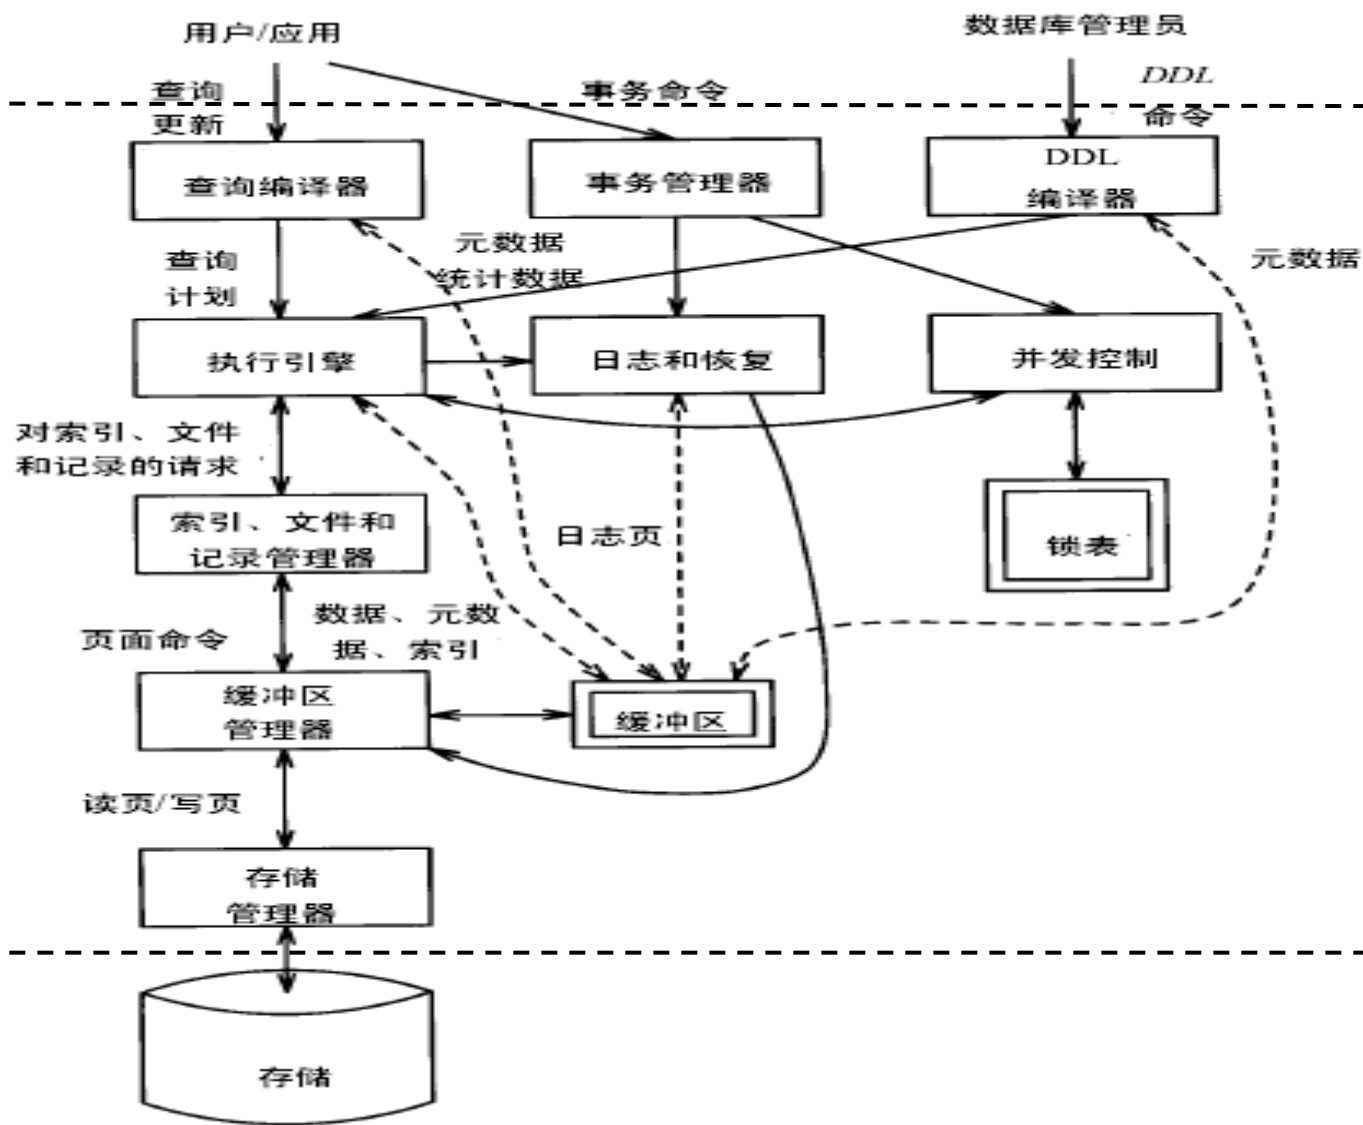 用户/应用
数据库管理员
查询
更新
事务命令
DDL
命令
查询编译器
事务管理器
DDL
编译器
查询
计划
元数据
统计数据
元数据
执行引擎
日志和恢复
并发控制
对索引、文件
和记录的请求
索引、文件和
记录管理器
日志页
锁表
页面命令
数据、元数
据、索引
缓冲区
管理器
缓冲区
读页/写页
存储
管理器
存储